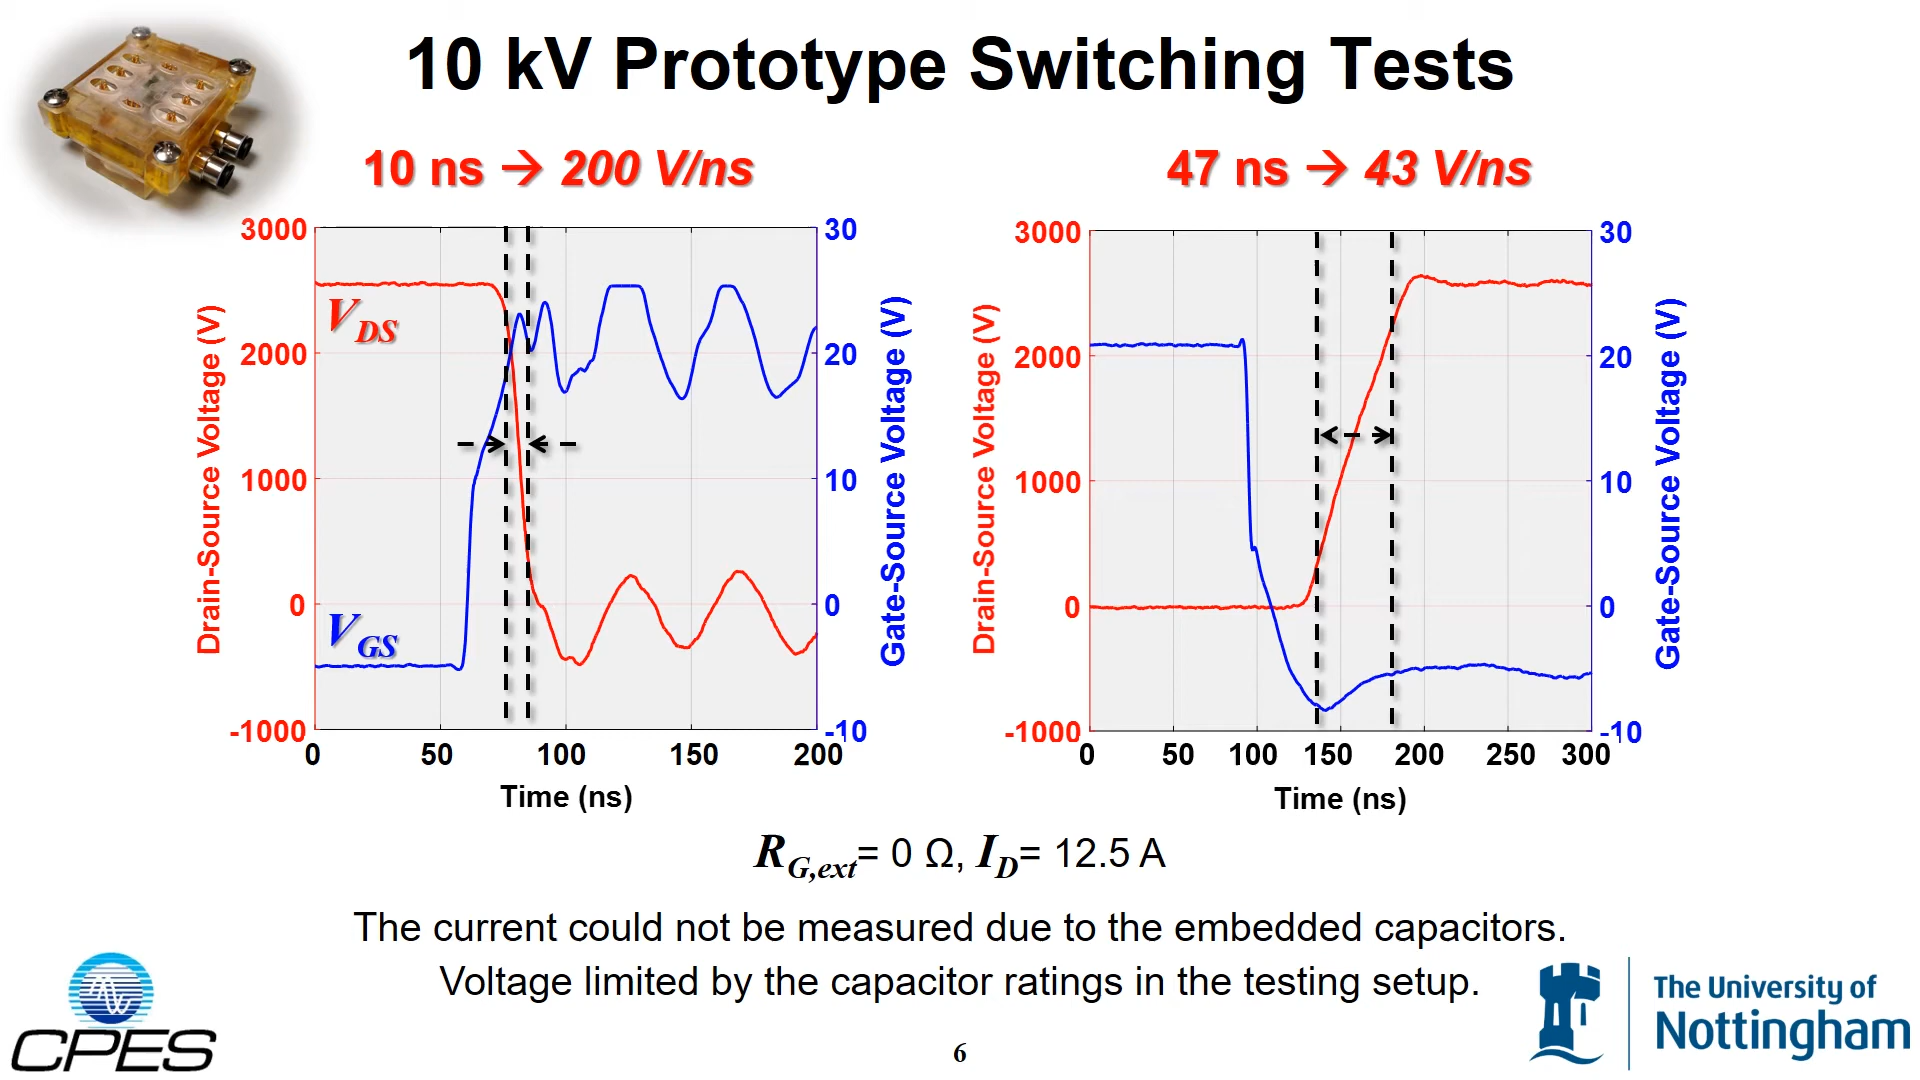 10 kV Prototype Switching Tests
10 ns → 200 V/ns
47 ns → 43 V/ns
3000
2000
1000
0
-1000
Drain-Source Voltage (V)
V_DS
V_GS
30
20
10
0
-10
Gate-Source Voltage (V)
0 50 100 150 200
Time (ns)
3000
2000
1000
0
-1000
Drain-Source Voltage (V)
30
20
10
0
-10
Gate-Source Voltage (V)
0 50 100 150 200 250 300
Time (ns)
R_G,ext= 0 Ω, I_D= 12.5 A
The current could not be measured due to the embedded capacitors.
Voltage limited by the capacitor ratings in the testing setup.
CPES
6
The University of
Nottingham